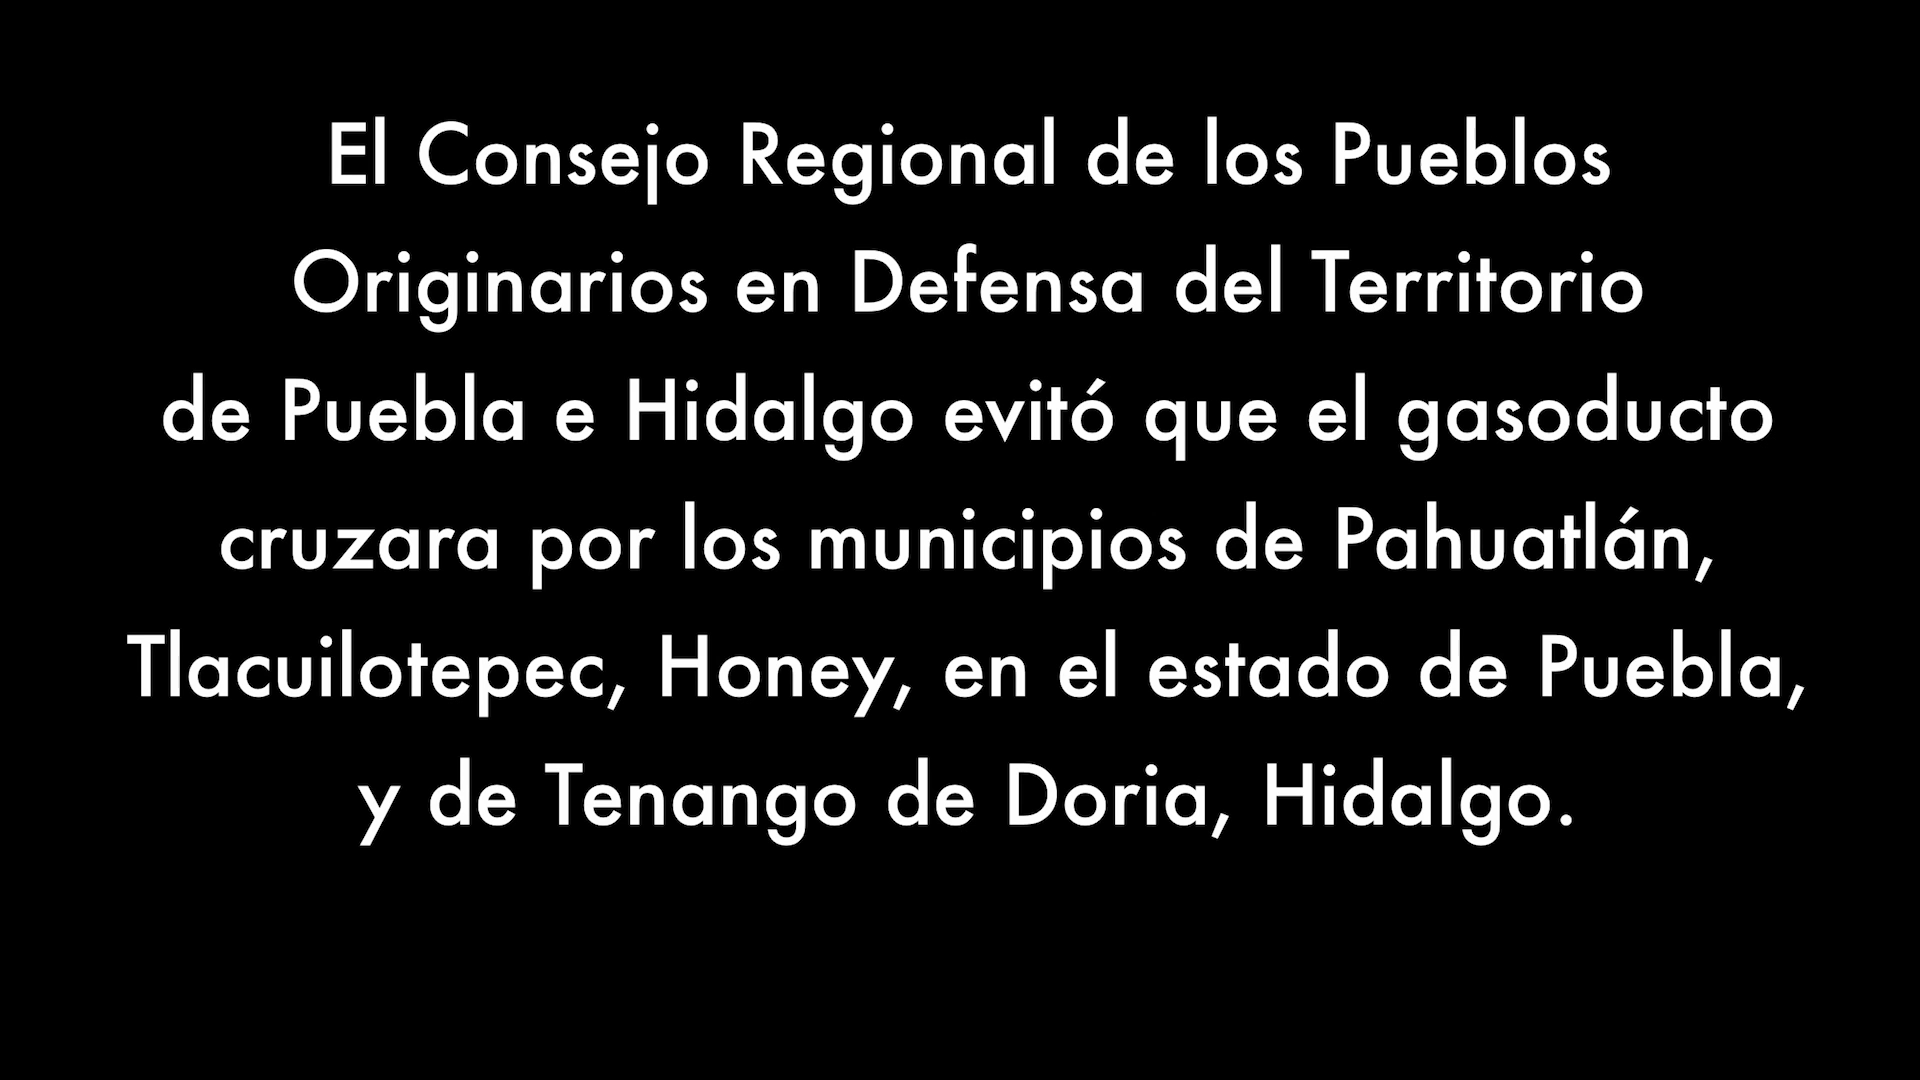 El Consejo Regional de los Pueblos
Originarios en Defensa del Territorio
de Puebla e Hidalgo evitó que el gasoducto
cruzara por los municipios de Pahuatlán,
Tlacuilotepec, Honey, en el estado de Puebla,
y de Tenango de Doria, Hidalgo.